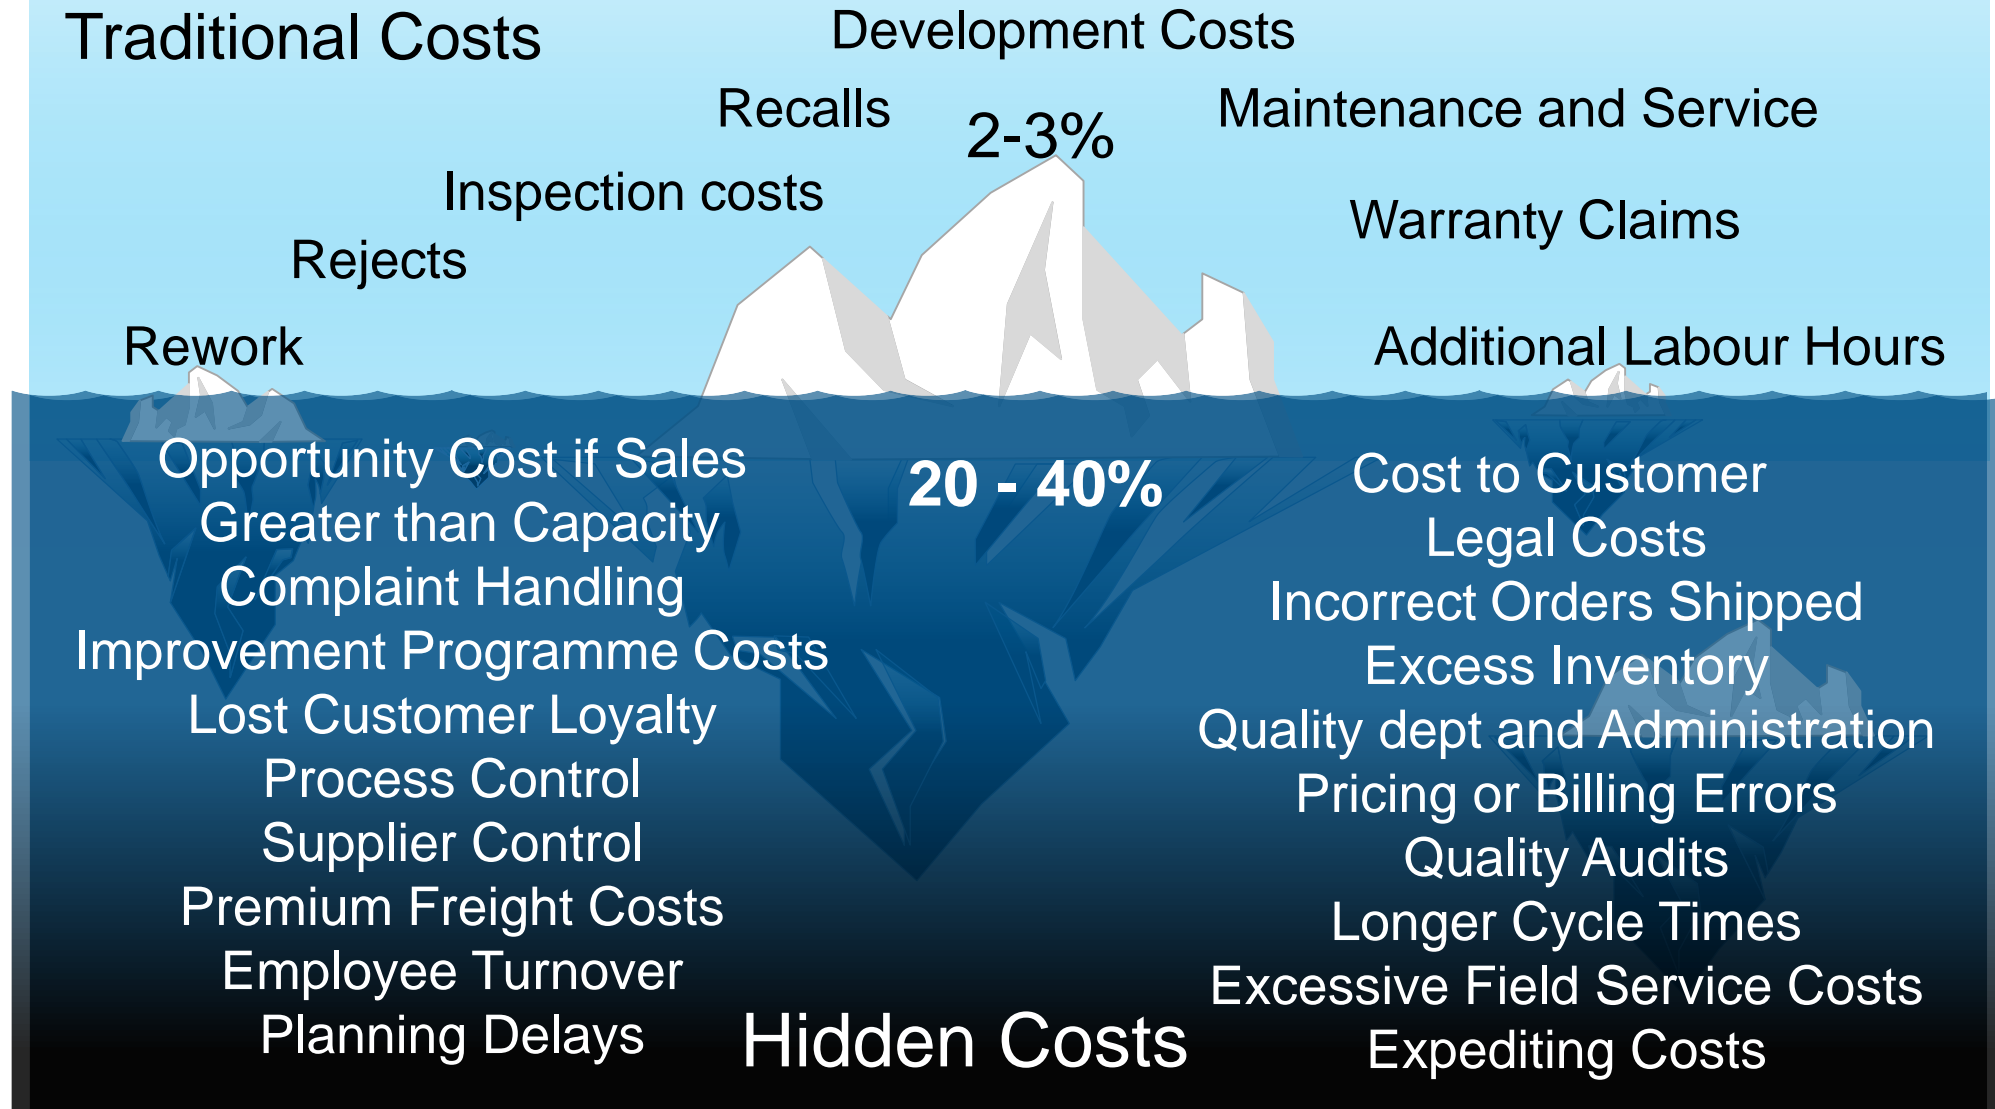 Traditional Costs
Development Costs
Recalls
2-3%
Maintenance and Service
Inspection costs
Warranty Claims
Rejects
Rework
Additional Labour Hours
Opportunity Cost if Sales
Greater than Capacity
Complaint Handling
Improvement Programme Costs
Lost Customer Loyalty
Process Control
Supplier Control
Premium Freight Costs
Employee Turnover
Planning Delays
20 - 40%
Hidden Costs
Cost to Customer
Legal Costs
Incorrect Orders Shipped
Excess Inventory
Quality dept and Administration
Pricing or Billing Errors
Quality Audits
Longer Cycle Times
Excessive Field Service Costs
Expediting Costs